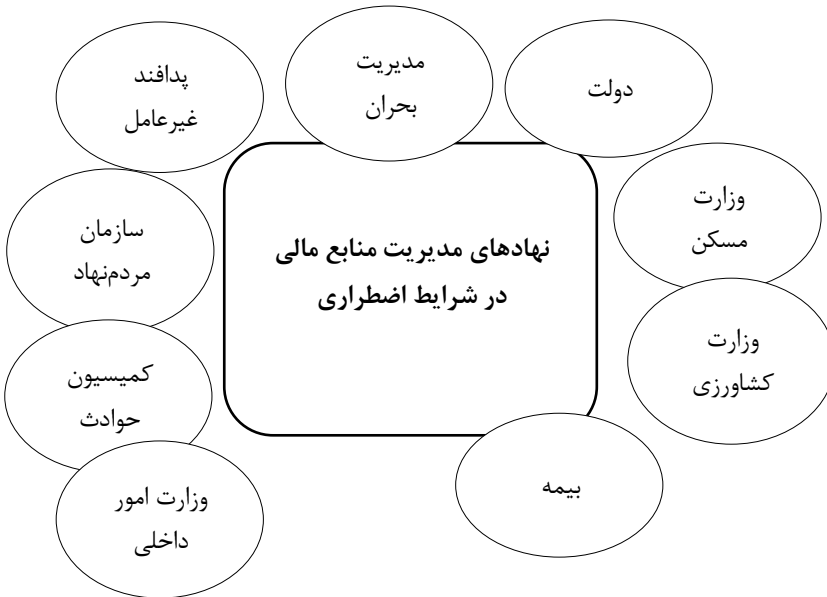 مدیریت
بحران
دولت
پدافند
غیرعامل
وزارت
مسکن
سازمان
مردم‌نهاد
نهادهای مدیریت منابع مالی
در شرایط اضطراری
وزارت
کشاورزی
کمیسیون
حوادث
بیمه
وزارت امور
داخلی